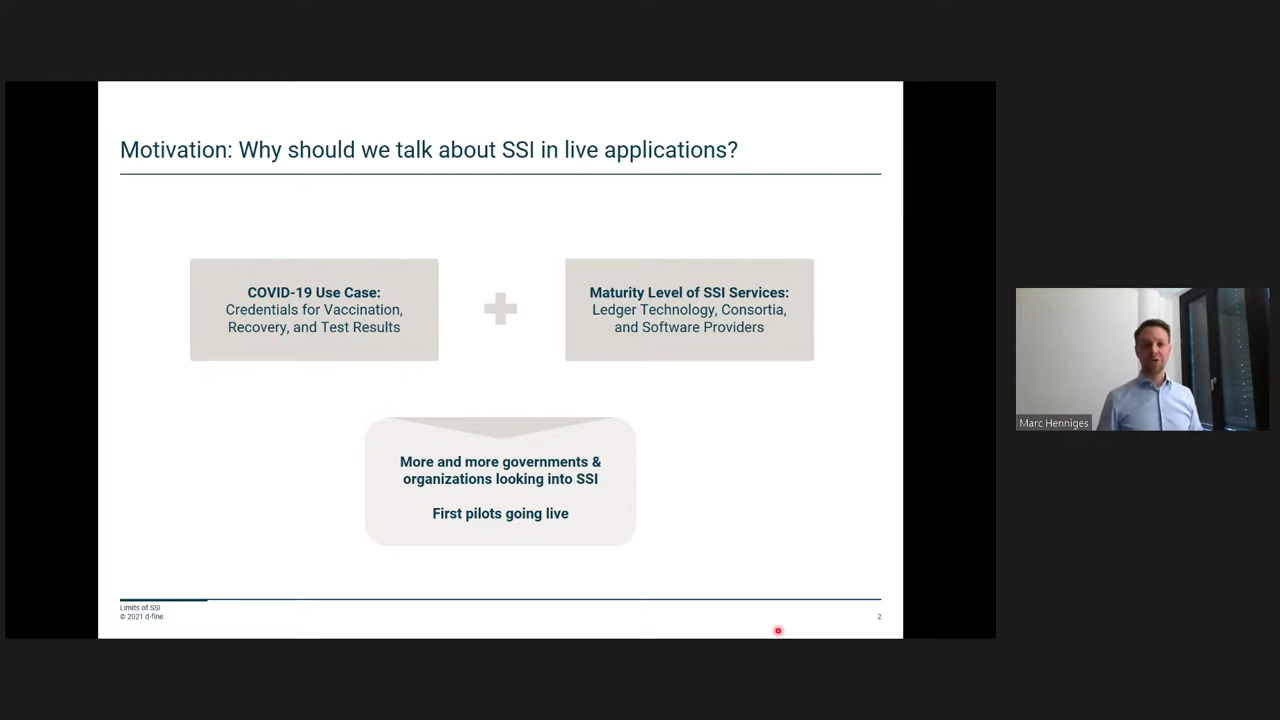 Motivation: Why should we talk about SSI in live applications?
COVID-19 Use Case:
Credentials for Vaccination,
Recovery, and Test Results
Maturity Level of SSI Services:
Ledger Technology, Consortia,
and Software Providers
More and more governments &
organizations looking into SSI
First pilots going live
Limits of SSI
© 2021 d-fine
2
Marc Henniges